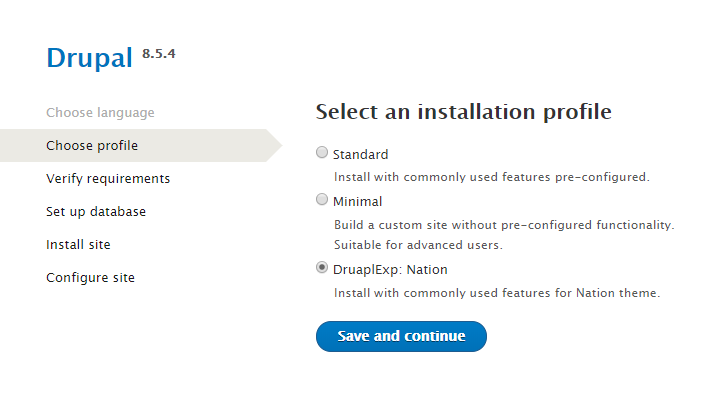 Drupal 8.5.4
Choose language
Choose profile
Verify requirements
Set up database
Install site
Configure site
Select an installation profile
Standard
Install with commonly used features pre-configured.
Minimal
Build a custom site without pre-configured functionality.
Suitable for advanced users.
DruaplExp: Nation
Install with commonly used features for Nation theme.
Save and continue